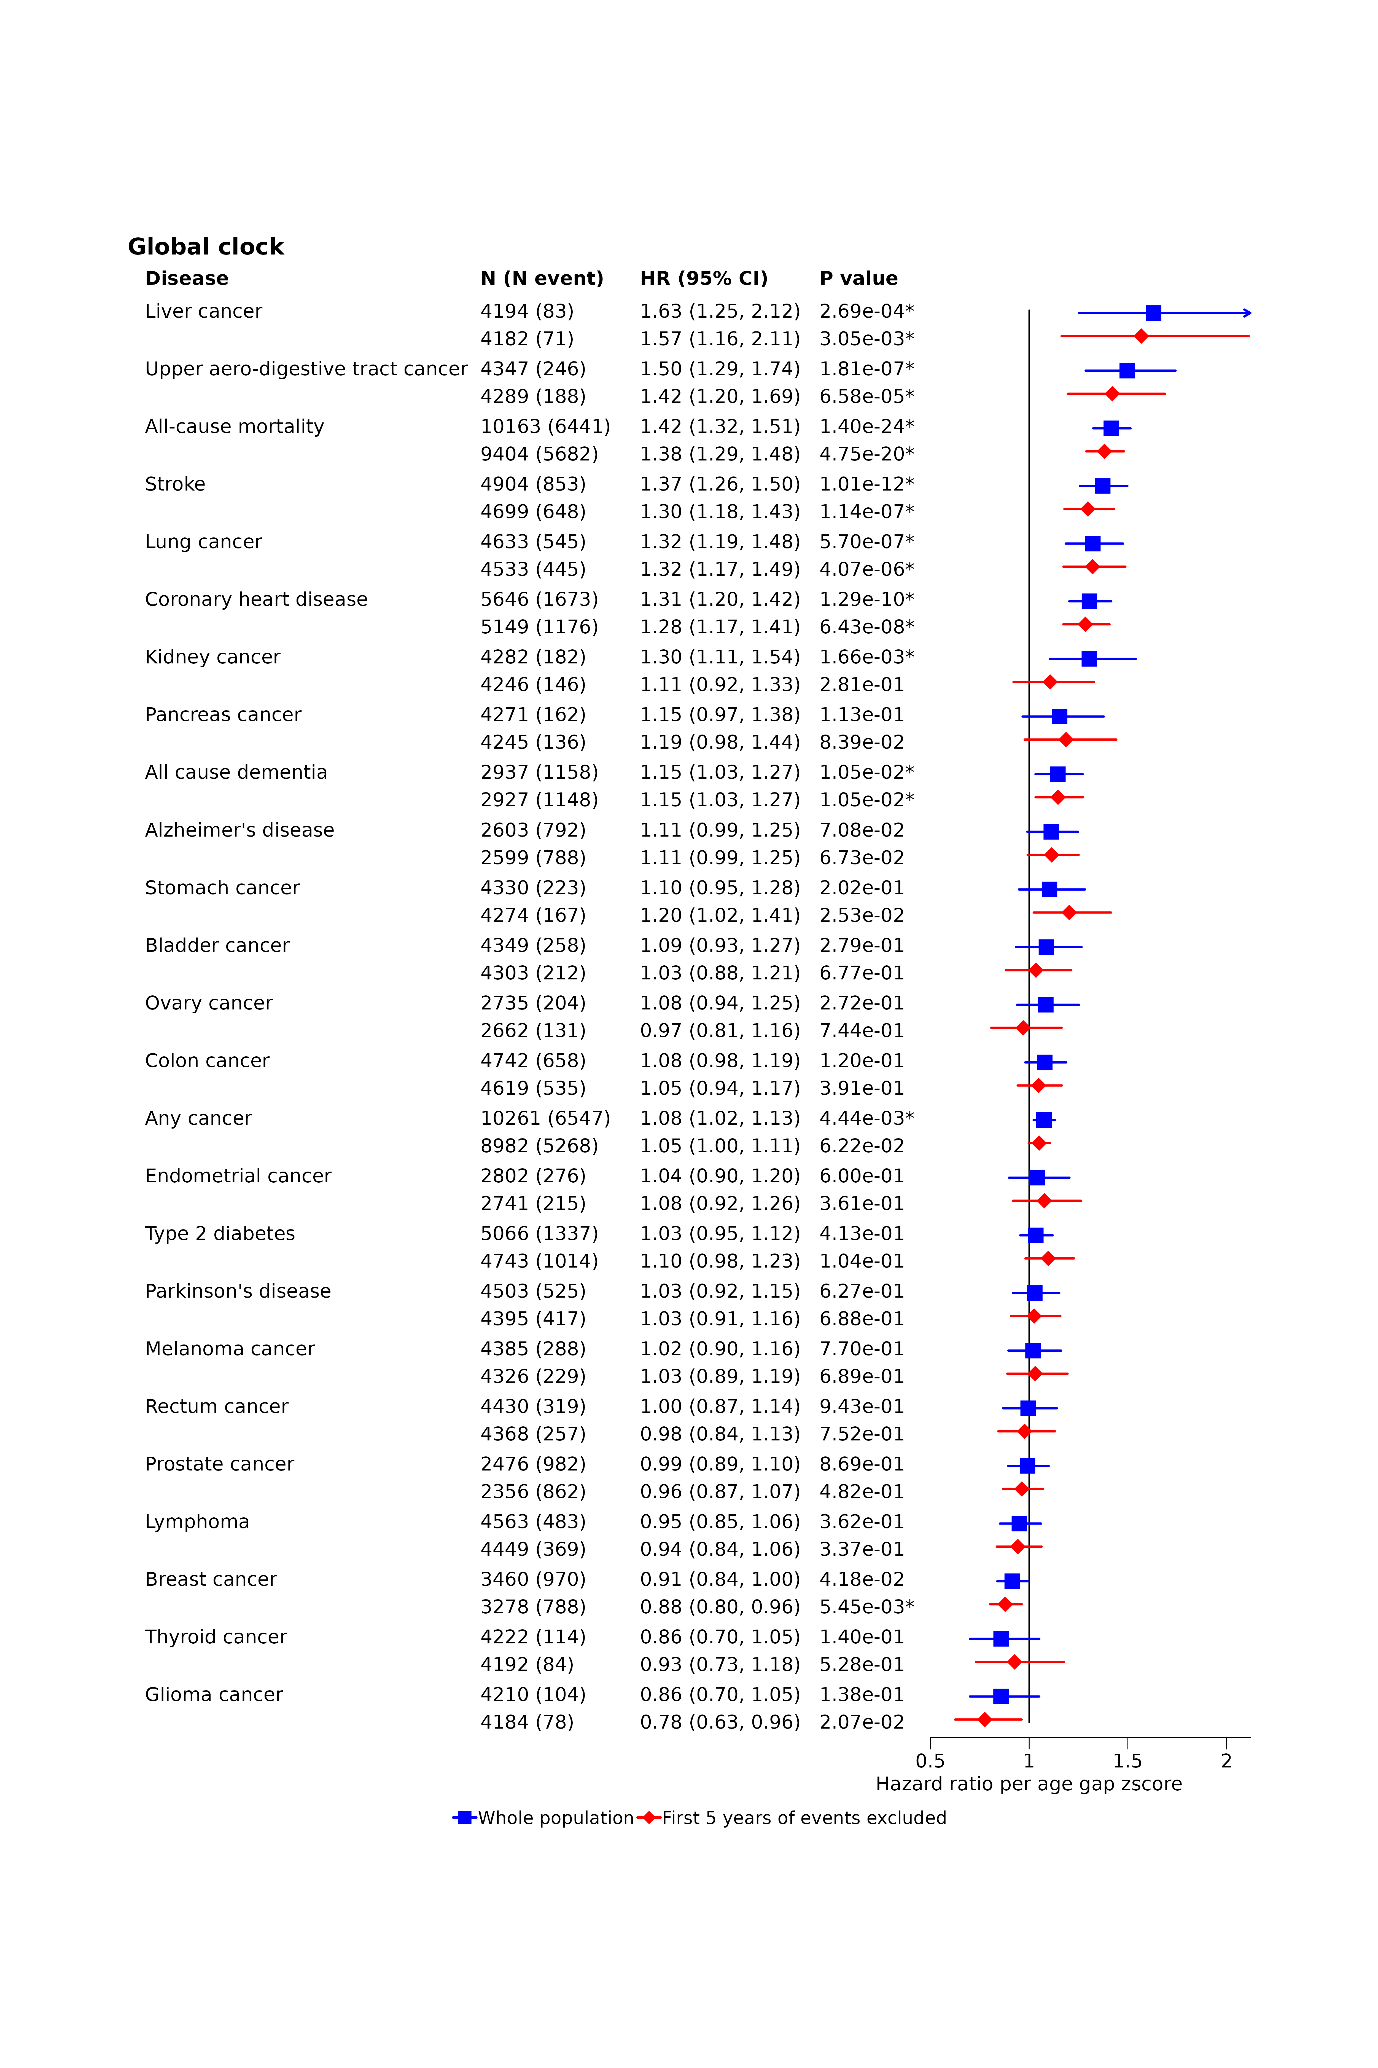 Global clock
Disease N (N event) HR (95% CI) P value
Liver cancer 4194 (83) 1.63 (1.25, 2.12) 2.69e-04*
4182 (71) 1.57 (1.16, 2.11) 3.05e-03*
Upper aero-digestive tract cancer 4347 (246) 1.50 (1.29, 1.74) 1.81e-07*
4289 (188) 1.42 (1.20, 1.69) 6.58e-05*
All-cause mortality 10163 (6441) 1.42 (1.32, 1.51) 1.40e-24*
9404 (5682) 1.38 (1.29, 1.48) 4.75e-20*
Stroke 4904 (853) 1.37 (1.26, 1.50) 1.01e-12*
4699 (648) 1.30 (1.18, 1.43) 1.14e-07*
Lung cancer 4633 (545) 1.32 (1.19, 1.48) 5.70e-07*
4533 (445) 1.32 (1.17, 1.49) 4.07e-06*
Coronary heart disease 5646 (1673) 1.31 (1.20, 1.42) 1.29e-10*
5149 (1176) 1.28 (1.17, 1.41) 6.43e-08*
Kidney cancer 4282 (182) 1.30 (1.11, 1.54) 1.66e-03*
4246 (146) 1.11 (0.92, 1.33) 2.81e-01
Pancreas cancer 4271 (162) 1.15 (0.97, 1.38) 1.13e-01
4245 (136) 1.19 (0.98, 1.44) 8.39e-02
All cause dementia 2937 (1158) 1.15 (1.03, 1.27) 1.05e-02*
2927 (1148) 1.15 (1.03, 1.27) 1.05e-02*
Alzheimer's disease 2603 (792) 1.11 (0.99, 1.25) 7.08e-02
2599 (788) 1.11 (0.99, 1.25) 6.73e-02
Stomach cancer 4330 (223) 1.10 (0.95, 1.28) 2.02e-01
4274 (167) 1.20 (1.02, 1.41) 2.53e-02
Bladder cancer 4349 (258) 1.09 (0.93, 1.27) 2.79e-01
4303 (212) 1.03 (0.88, 1.21) 6.77e-01
Ovary cancer 2735 (204) 1.08 (0.94, 1.25) 2.72e-01
2662 (131) 0.97 (0.81, 1.16) 7.44e-01
Colon cancer 4742 (658) 1.08 (0.98, 1.19) 1.20e-01
4619 (535) 1.05 (0.94, 1.17) 3.91e-01
Any cancer 10261 (6547) 1.08 (1.02, 1.13) 4.44e-03*
8982 (5268) 1.05 (1.00, 1.11) 6.22e-02
Endometrial cancer 2802 (276) 1.04 (0.90, 1.20) 6.00e-01
2741 (215) 1.08 (0.92, 1.26) 3.61e-01
Type 2 diabetes 5066 (1337) 1.03 (0.95, 1.12) 4.13e-01
4743 (1014) 1.10 (0.98, 1.23) 1.04e-01
Parkinson's disease 4503 (525) 1.03 (0.92, 1.15) 6.27e-01
4395 (417) 1.03 (0.91, 1.16) 6.88e-01
Melanoma cancer 4385 (288) 1.02 (0.90, 1.16) 7.70e-01
4326 (229) 1.03 (0.89, 1.19) 6.89e-01
Rectum cancer 4430 (319) 1.00 (0.87, 1.14) 9.43e-01
4368 (257) 0.98 (0.84, 1.13) 7.52e-01
Prostate cancer 2476 (982) 0.99 (0.89, 1.10) 8.69e-01
2356 (862) 0.96 (0.87, 1.07) 4.82e-01
Lymphoma 4563 (483) 0.95 (0.85, 1.06) 3.62e-01
4449 (369) 0.94 (0.84, 1.06) 3.37e-01
Breast cancer 3460 (970) 0.91 (0.84, 1.00) 4.18e-02
3278 (788) 0.88 (0.80, 0.96) 5.45e-03*
Thyroid cancer 4222 (114) 0.86 (0.70, 1.05) 1.40e-01
4192 (84) 0.93 (0.73, 1.18) 5.28e-01
Glioma cancer 4210 (104) 0.86 (0.70, 1.05) 1.38e-01
4184 (78) 0.78 (0.63, 0.96) 2.07e-02
0.5 1 1.5 2
Hazard ratio per age gap zscore
Whole population First 5 years of events excluded